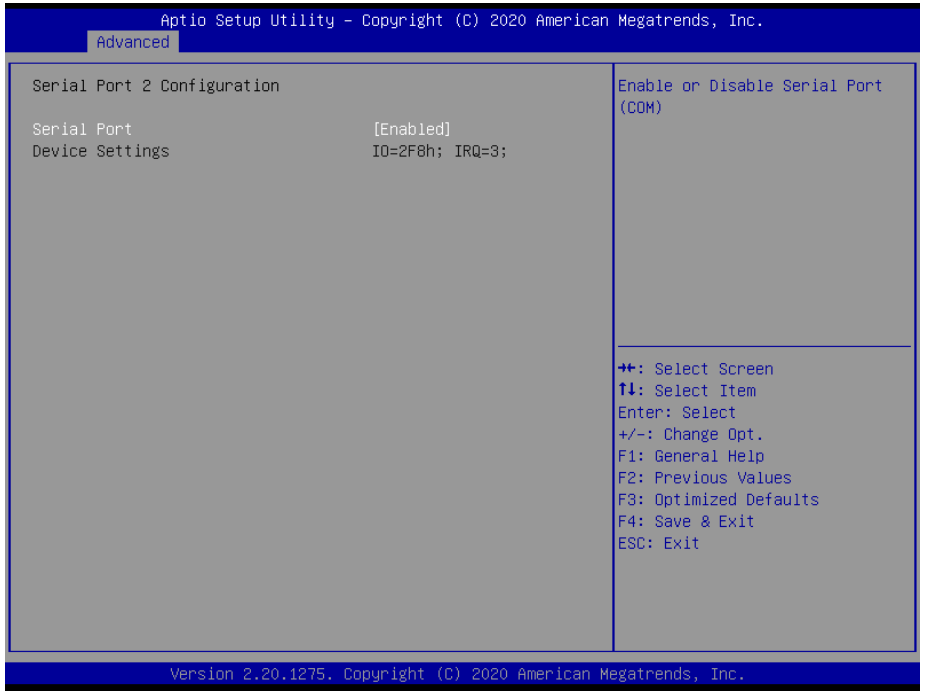 Aptio Setup Utility – Copyright (C) 2020 American Megatrends, Inc.
Advanced
Serial Port 2 Configuration
Serial Port [Enabled]
Device Settings IO=2F8h; IRQ=3;
Enable or Disable Serial Port
(COM)
→←: Select Screen
↑↓: Select Item
Enter: Select
+/-: Change Opt.
F1: General Help
F2: Previous Values
F3: Optimized Defaults
F4: Save & Exit
ESC: Exit
Version 2.20.1275. Copyright (C) 2020 American Megatrends, Inc.